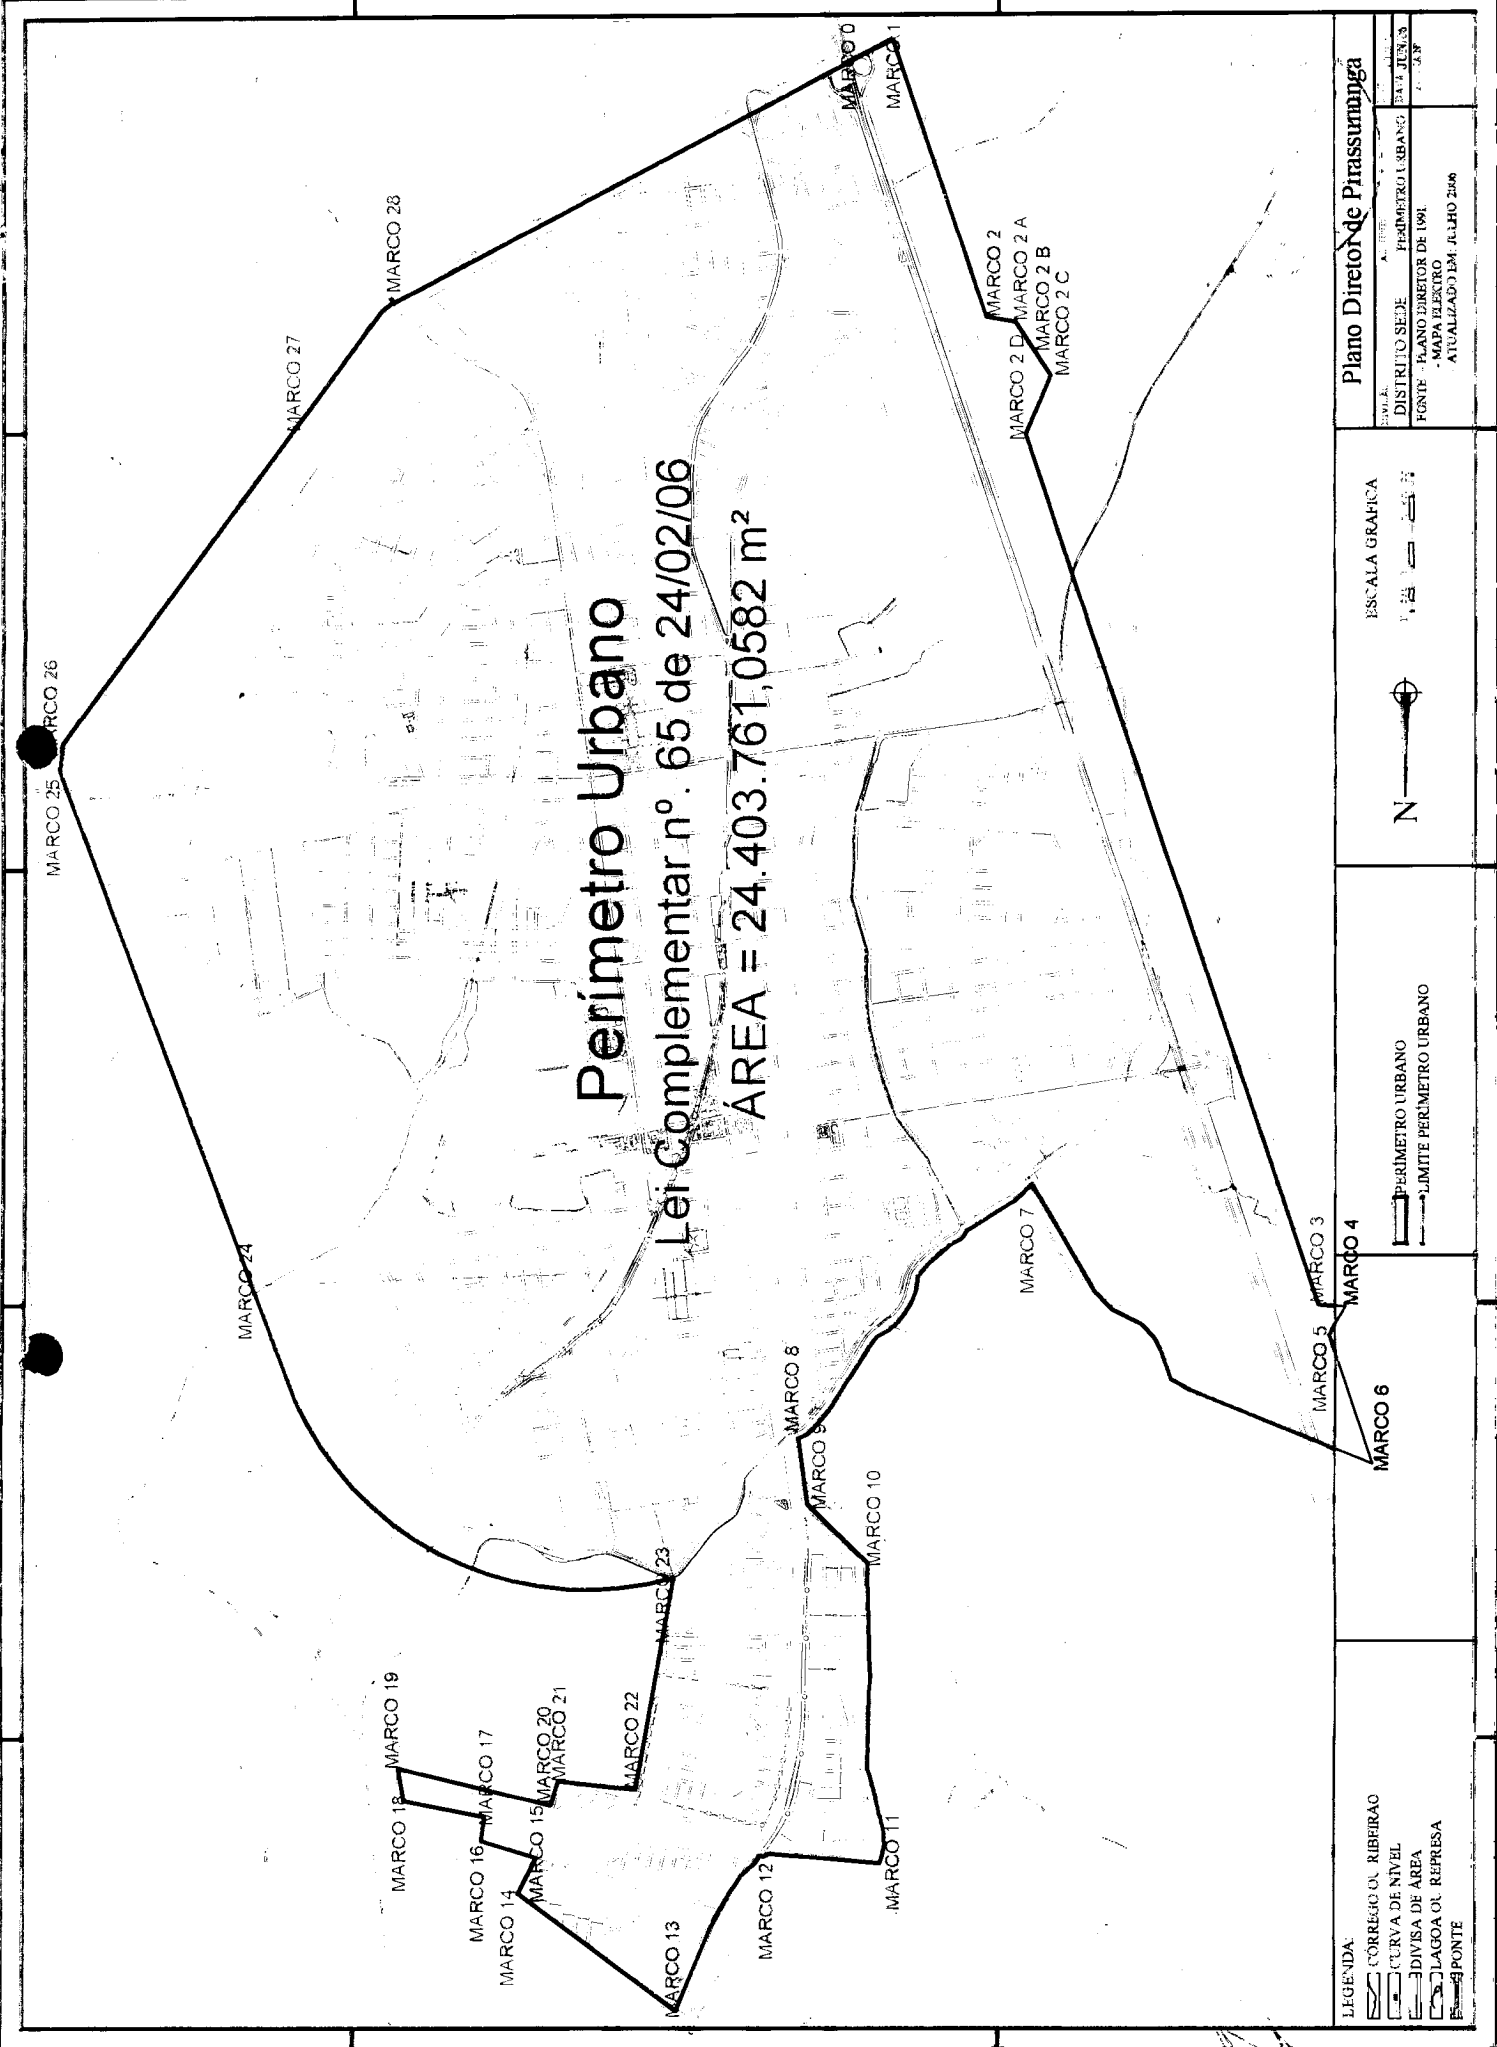 Perímetro Urbano
Lei Complementar nº. 65 de 24/02/06
ÁREA = 24.403.761,0582 m²
MARCO 0
MARCO 1
MARCO 2
MARCO 2 A
MARCO 2 B
MARCO 2 C
MARCO 2 D
MARCO 3
MARCO 4
MARCO 5
MARCO 6
MARCO 7
MARCO 8
MARCO 9
MARCO 10
MARCO 11
MARCO 12
MARCO 13
MARCO 14
MARCO 15
MARCO 16
MARCO 17
MARCO 18
MARCO 19
MARCO 20
MARCO 21
MARCO 22
MARCO 23
MARCO 24
MARCO 25
RCO 26
MARCO 27
MARCO 28
LEGENDA:
CÓRREGO OU RIBEIRÃO
CURVA DE NÍVEL
DIVISA DE ÁREA
LAGOA OU REPRESA
PONTE
PERÍMETRO URBANO
LIMITE PERÍMETRO URBANO
N
ESCALA GRÁFICA
Plano Diretor de Pirassununga
DISTRITO SEDE
PERÍMETRO URBANO
FONTE - PLANO DIRETOR DE 1991.
- MAPA ELEKTRO
ATUALIZADO EM: JULHO 2006